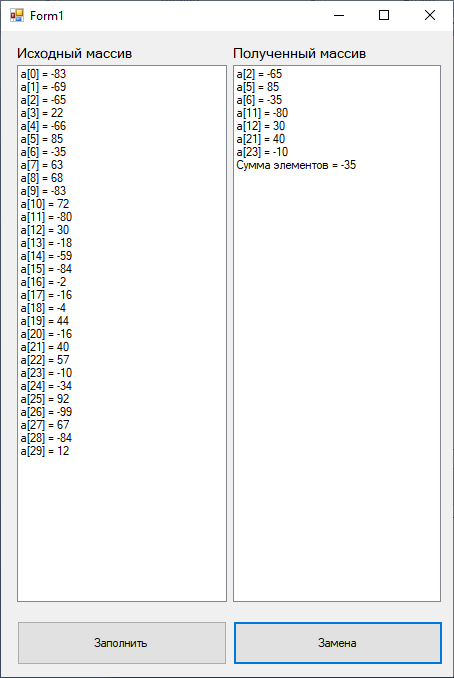 Form1
Исходный массив
a[0] = -83
a[1] = -69
a[2] = -65
a[3] = 22
a[4] = -66
a[5] = 85
a[6] = -35
a[7] = 63
a[8] = 68
a[9] = -83
a[10] = 72
a[11] = -80
a[12] = 30
a[13] = -18
a[14] = -59
a[15] = -84
a[16] = -2
a[17] = -16
a[18] = -4
a[19] = 44
a[20] = -16
a[21] = 40
a[22] = 57
a[23] = -10
a[24] = -34
a[25] = 92
a[26] = -99
a[27] = 67
a[28] = -84
a[29] = 12
Полученный массив
a[2] = -65
a[5] = 85
a[6] = -35
a[11] = -80
a[12] = 30
a[21] = 40
a[23] = -10
Сумма элементов = -35
Заполнить
Замена